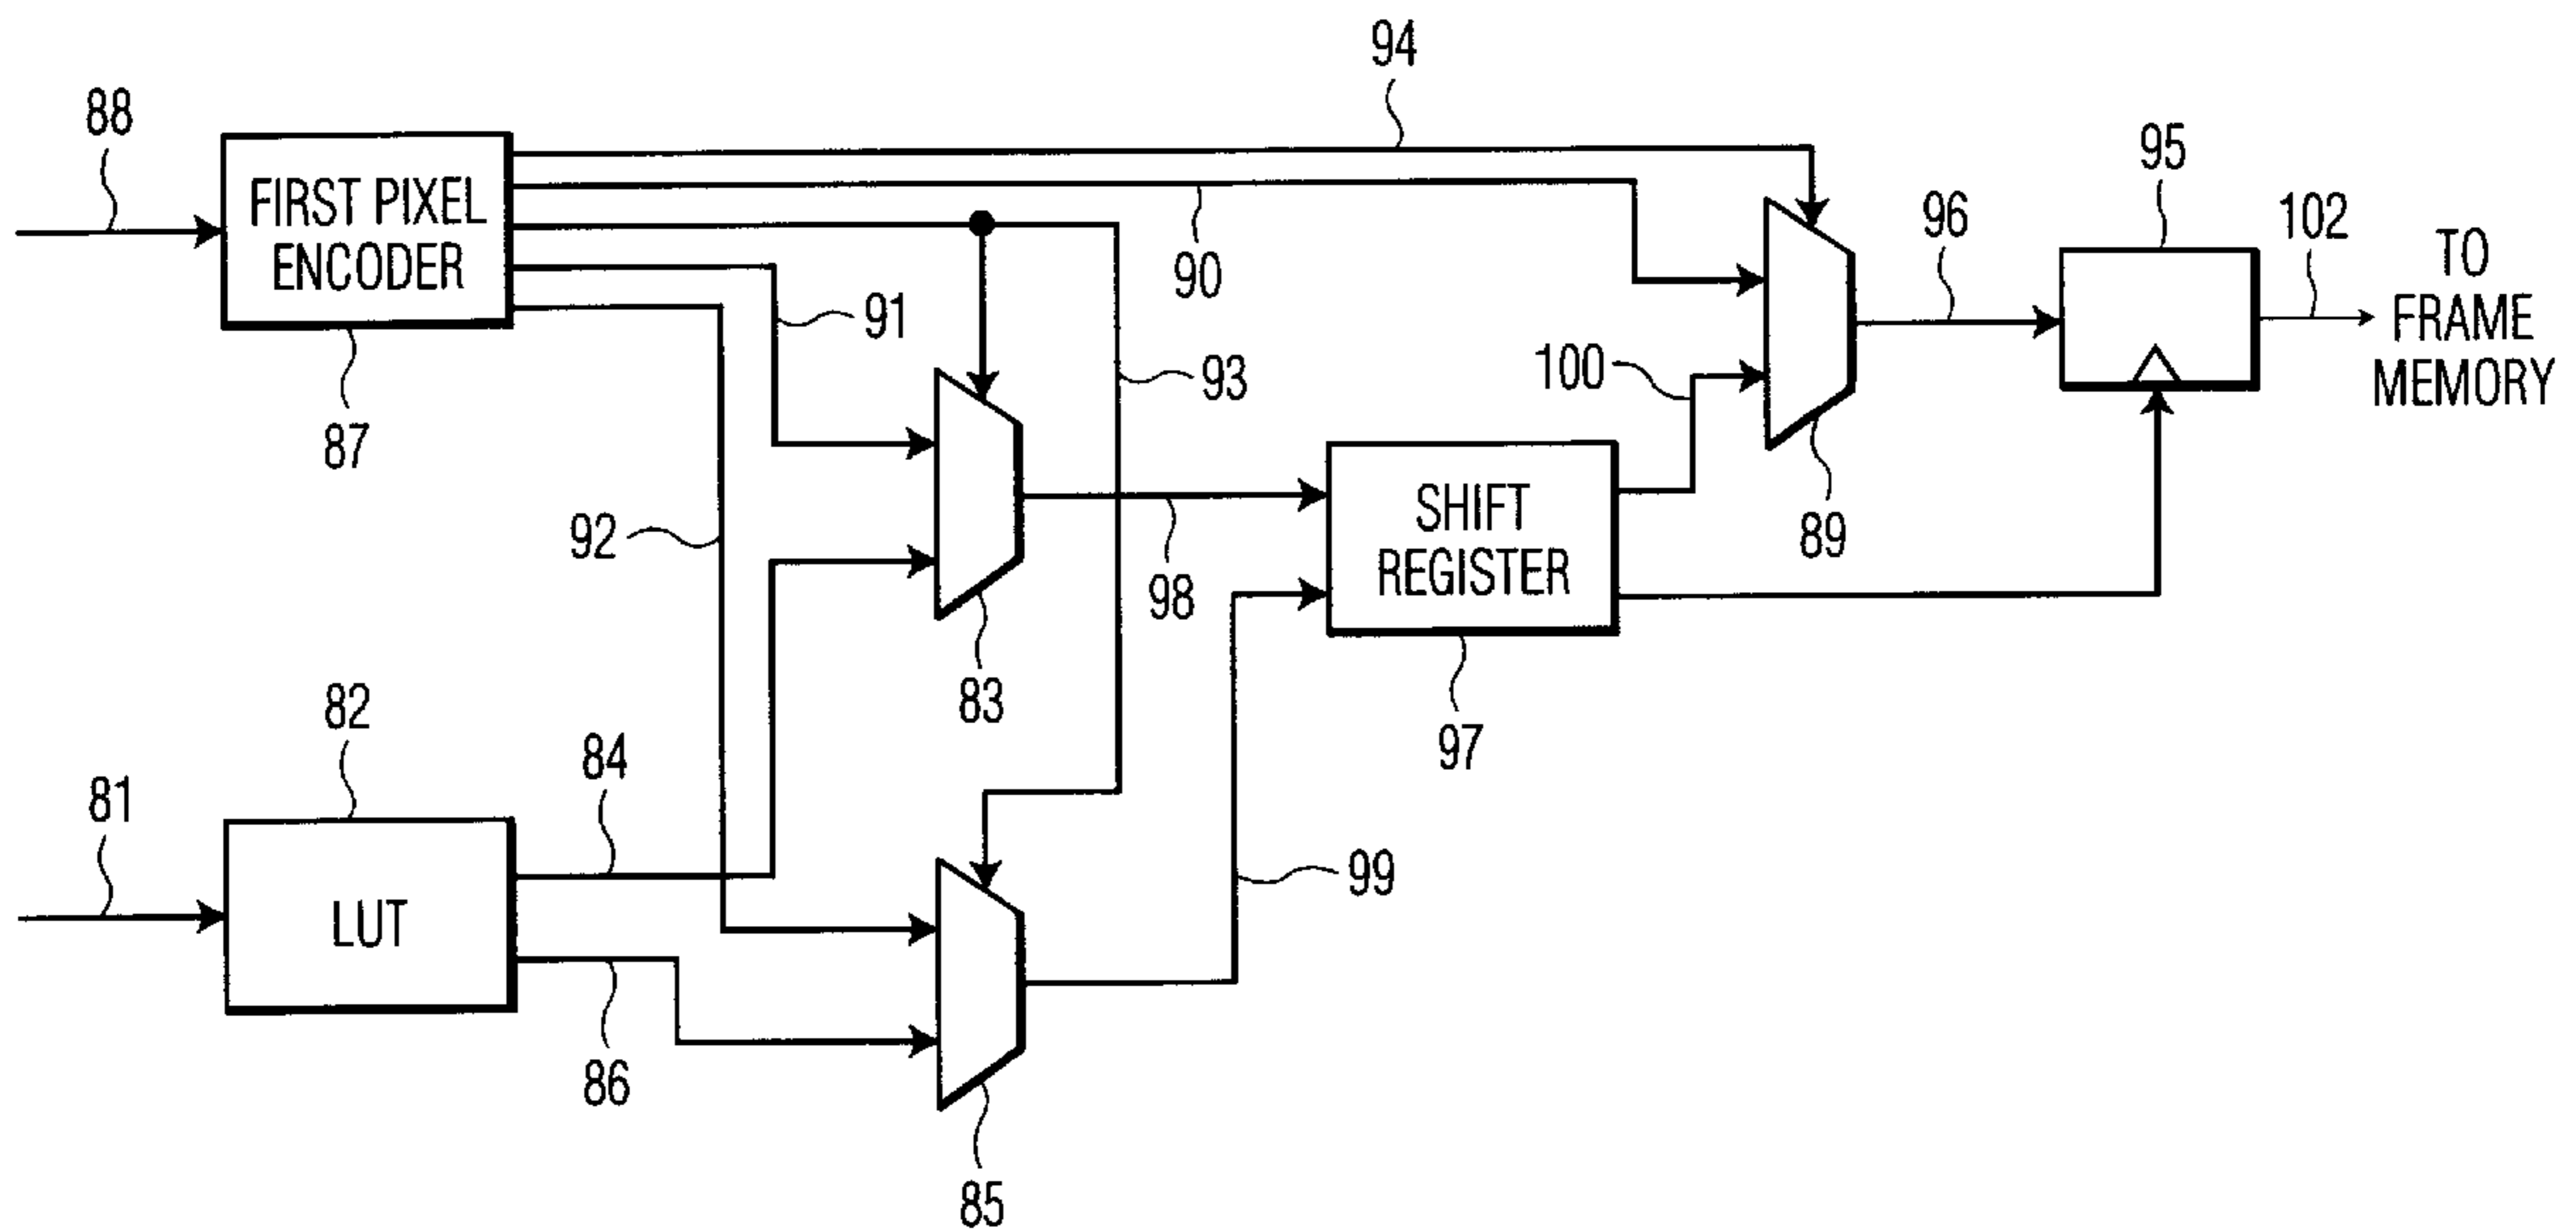 94
88
95
102
FIRST PIXEL
ENCODER
96
TO
FRAME
MEMORY
90
91
93
100
87
92
SHIFT
REGISTER
89
98
83
82
84
97
81
99
LUT
86
85